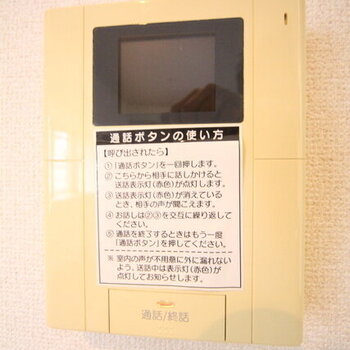 通話ボタンの使い方
【呼び出されたら】
①「通話ボタン」を一回押します。
② こちらから相手に話しかけると
送話表示灯(赤色)が点灯します。
③ 送話表示灯(赤色)が消えている
とき、相手の声が聞こえます。
④ お話しは②③を交互に繰り返して
ください。
⑤ 通話を終了するときはもう一度
「通話ボタン」を押してください。
※ 室内の声が不用意に外に漏れない
よう、送話中は表示灯(赤色)が
点灯してお知らせします。
通話/終話